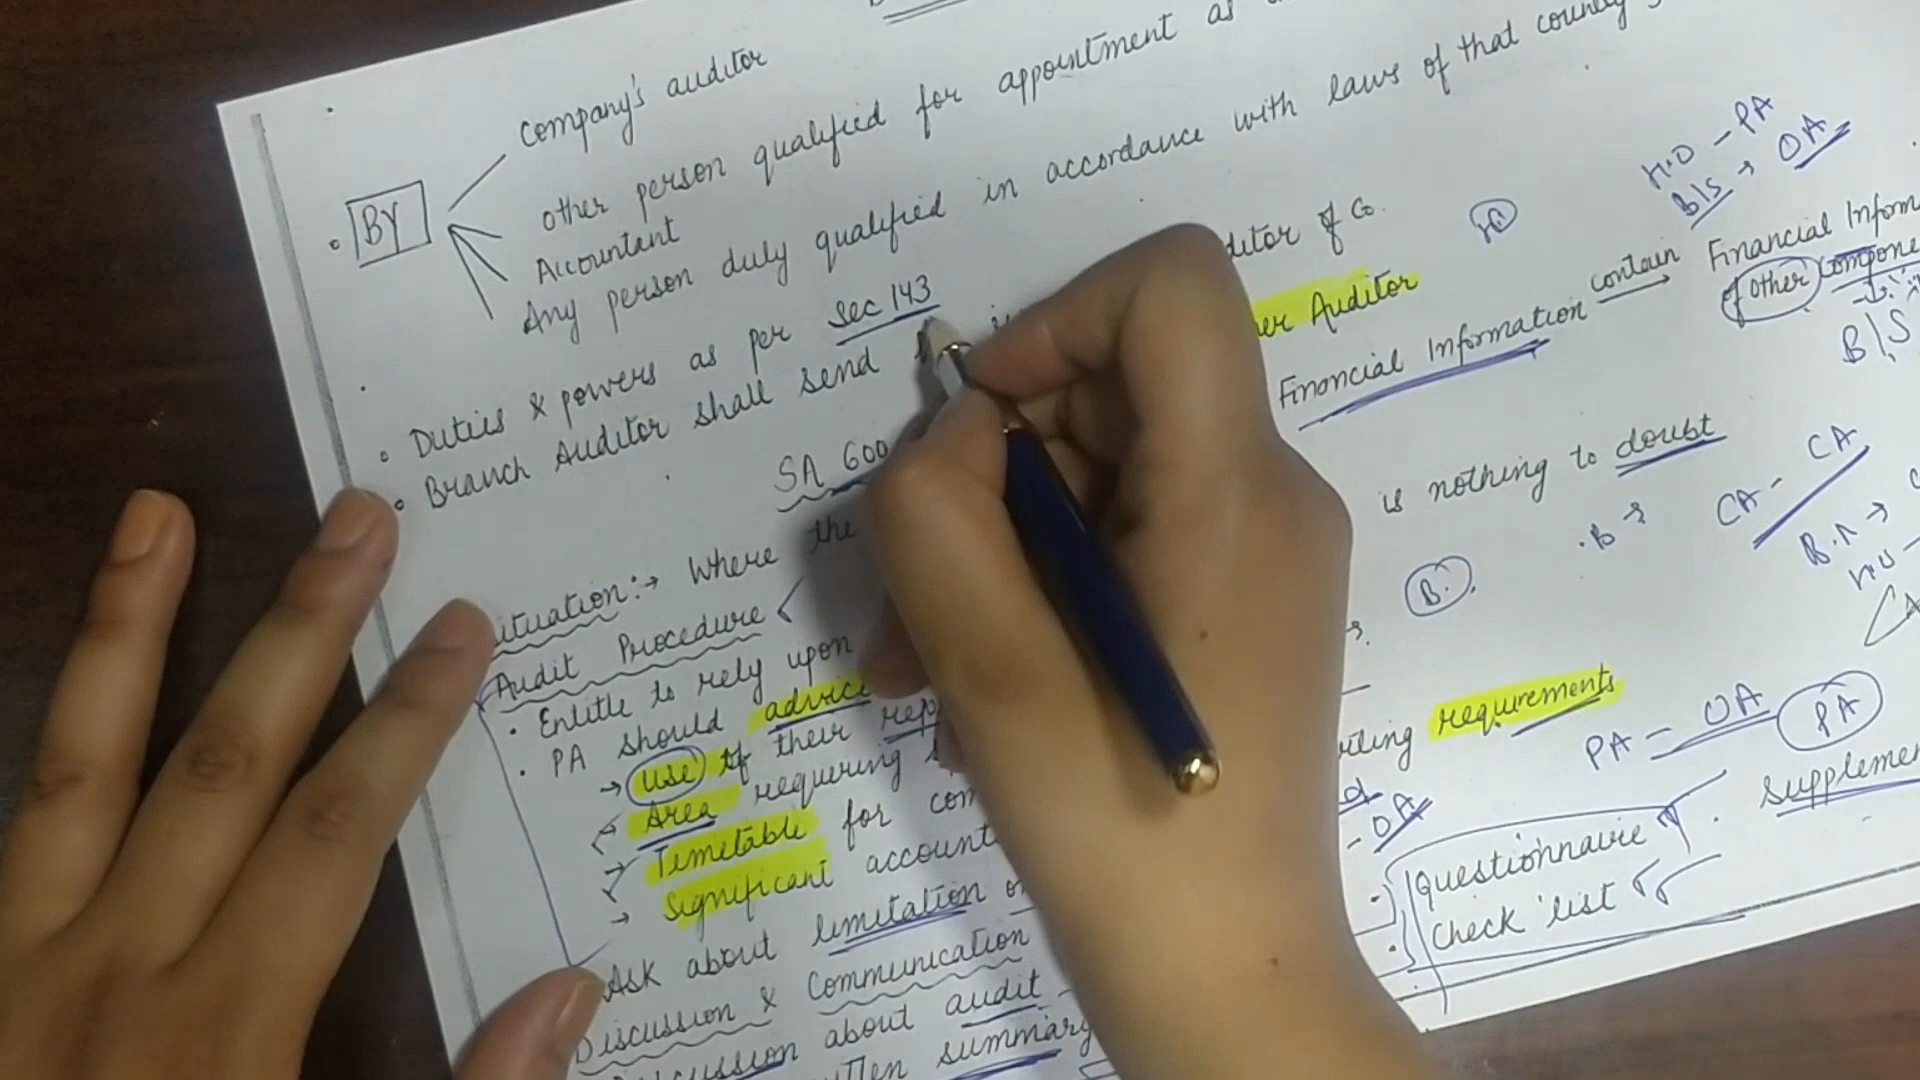 Company's auditor
BY
other person qualified for appointment as
Accountant
Any person duly qualified in accordance with laws of that country
Duties & powers as per Sec 143
Branch Auditor shall send
ditor of Co.
SA 600
er Auditor
Situation:→ Where the
Financial Information contain Financial Inform
of other Compone
Audit Procedure
is nothing to doubt
Entitle to rely upon
PA should advice
→ use of their rep
→ Area requiring
→ Timetable for com
→ Significant account
requirements
Ask about limitation on
Discussion & Communication
about audit
summary
H.O - PA
B/S → OA
B/S
CA - CA
B.
PA = OA
PA
OA
Supplemen
Questionnaire
Check list